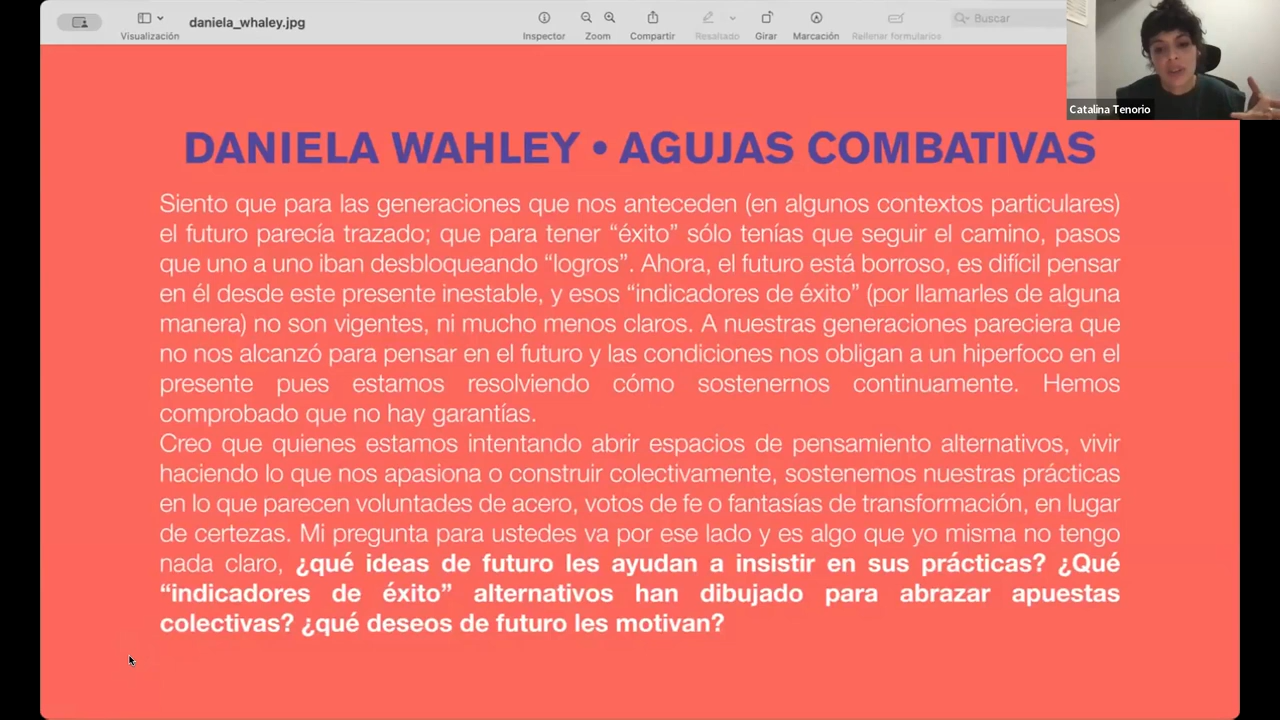 daniela_whaley.jpg
Visualización
Inspector
Zoom
Compartir
Resaltado
Girar
Marcación
Rellenar formularios
Buscar
Catalina Tenorio
DANIELA WAHLEY • AGUJAS COMBATIVAS
Siento que para las generaciones que nos anteceden (en algunos contextos particulares)
el futuro parecía trazado; que para tener “éxito” sólo tenías que seguir el camino, pasos
que uno a uno iban desbloqueando “logros”. Ahora, el futuro está borroso, es difícil pensar
en él desde este presente inestable, y esos “indicadores de éxito” (por llamarles de alguna
manera) no son vigentes, ni mucho menos claros. A nuestras generaciones pareciera que
no nos alcanzó para pensar en el futuro y las condiciones nos obligan a un hiperfoco en el
presente pues estamos resolviendo cómo sostenernos continuamente. Hemos
comprobado que no hay garantías.
Creo que quienes estamos intentando abrir espacios de pensamiento alternativos, vivir
haciendo lo que nos apasiona o construir colectivamente, sostenemos nuestras prácticas
en lo que parecen voluntades de acero, votos de fe o fantasías de transformación, en lugar
de certezas. Mi pregunta para ustedes va por ese lado y es algo que yo misma no tengo
nada claro, ¿qué ideas de futuro les ayudan a insistir en sus prácticas? ¿Qué
“indicadores de éxito” alternativos han dibujado para abrazar apuestas
colectivas? ¿qué deseos de futuro les motivan?